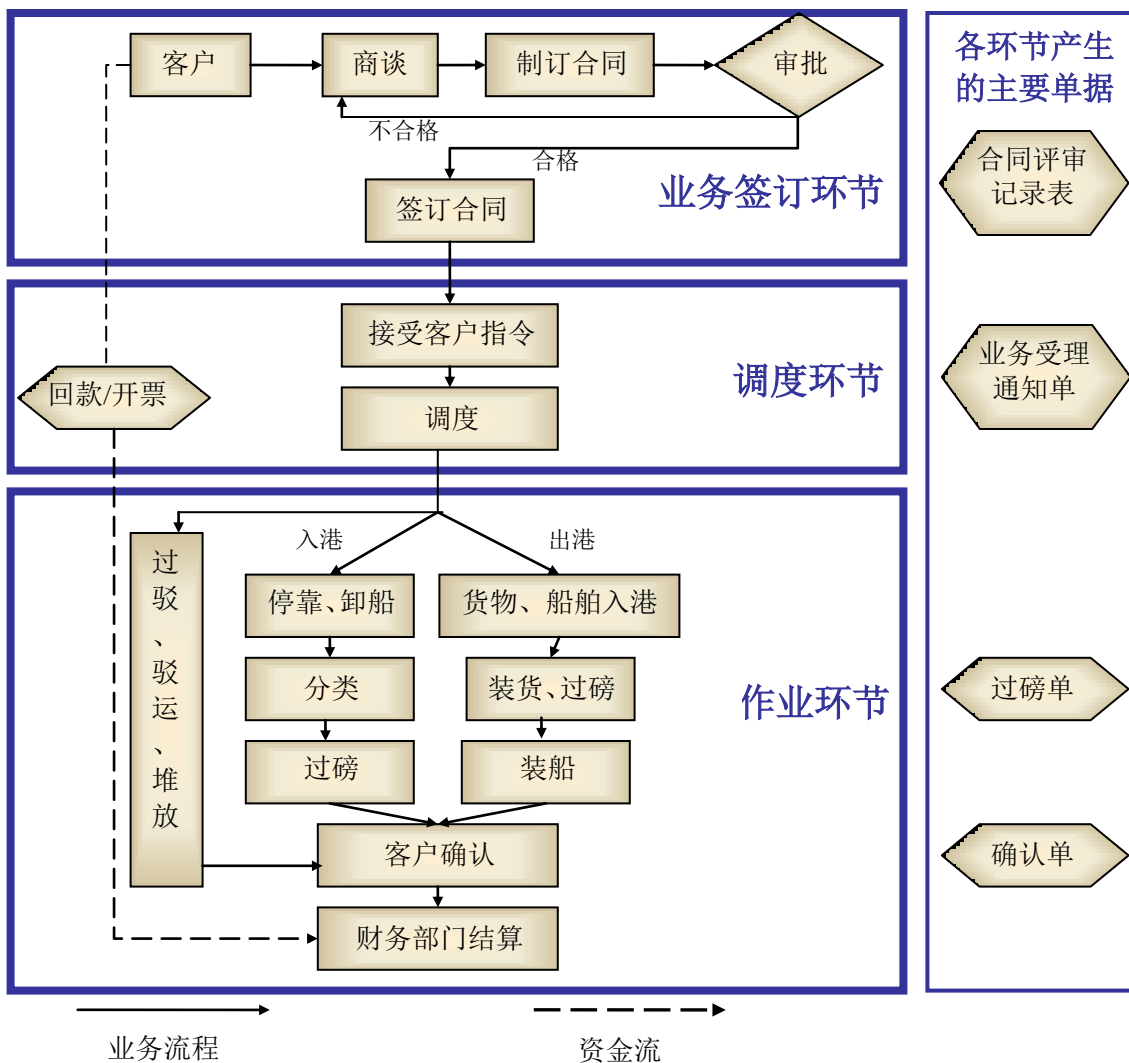 客户
商谈
制订合同
审批
不合格
合格
签订合同
业务签订环节
接受客户指令
调度
调度环节
回款/开票
入港
出港
过
驳
、
驳
运
、
堆
放
停靠、卸船
分类
过磅
货物、船舶入港
装货、过磅
装船
作业环节
客户确认
财务部门结算
各环节产生
的主要单据
合同评审
记录表
业务受理
通知单
过磅单
确认单
业务流程
资金流